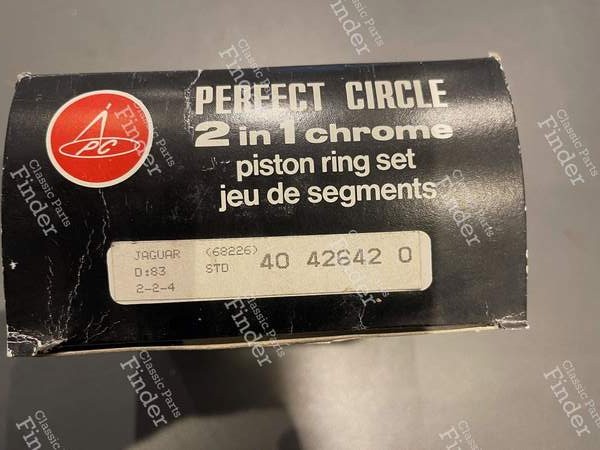 PERFECT CIRCLE
2 in 1 chrome
piston ring set
jeu de segments
PC
JAGUAR (68226)
D:83 STD 40 42642 0
2-2-4
Classic Parts
Finder